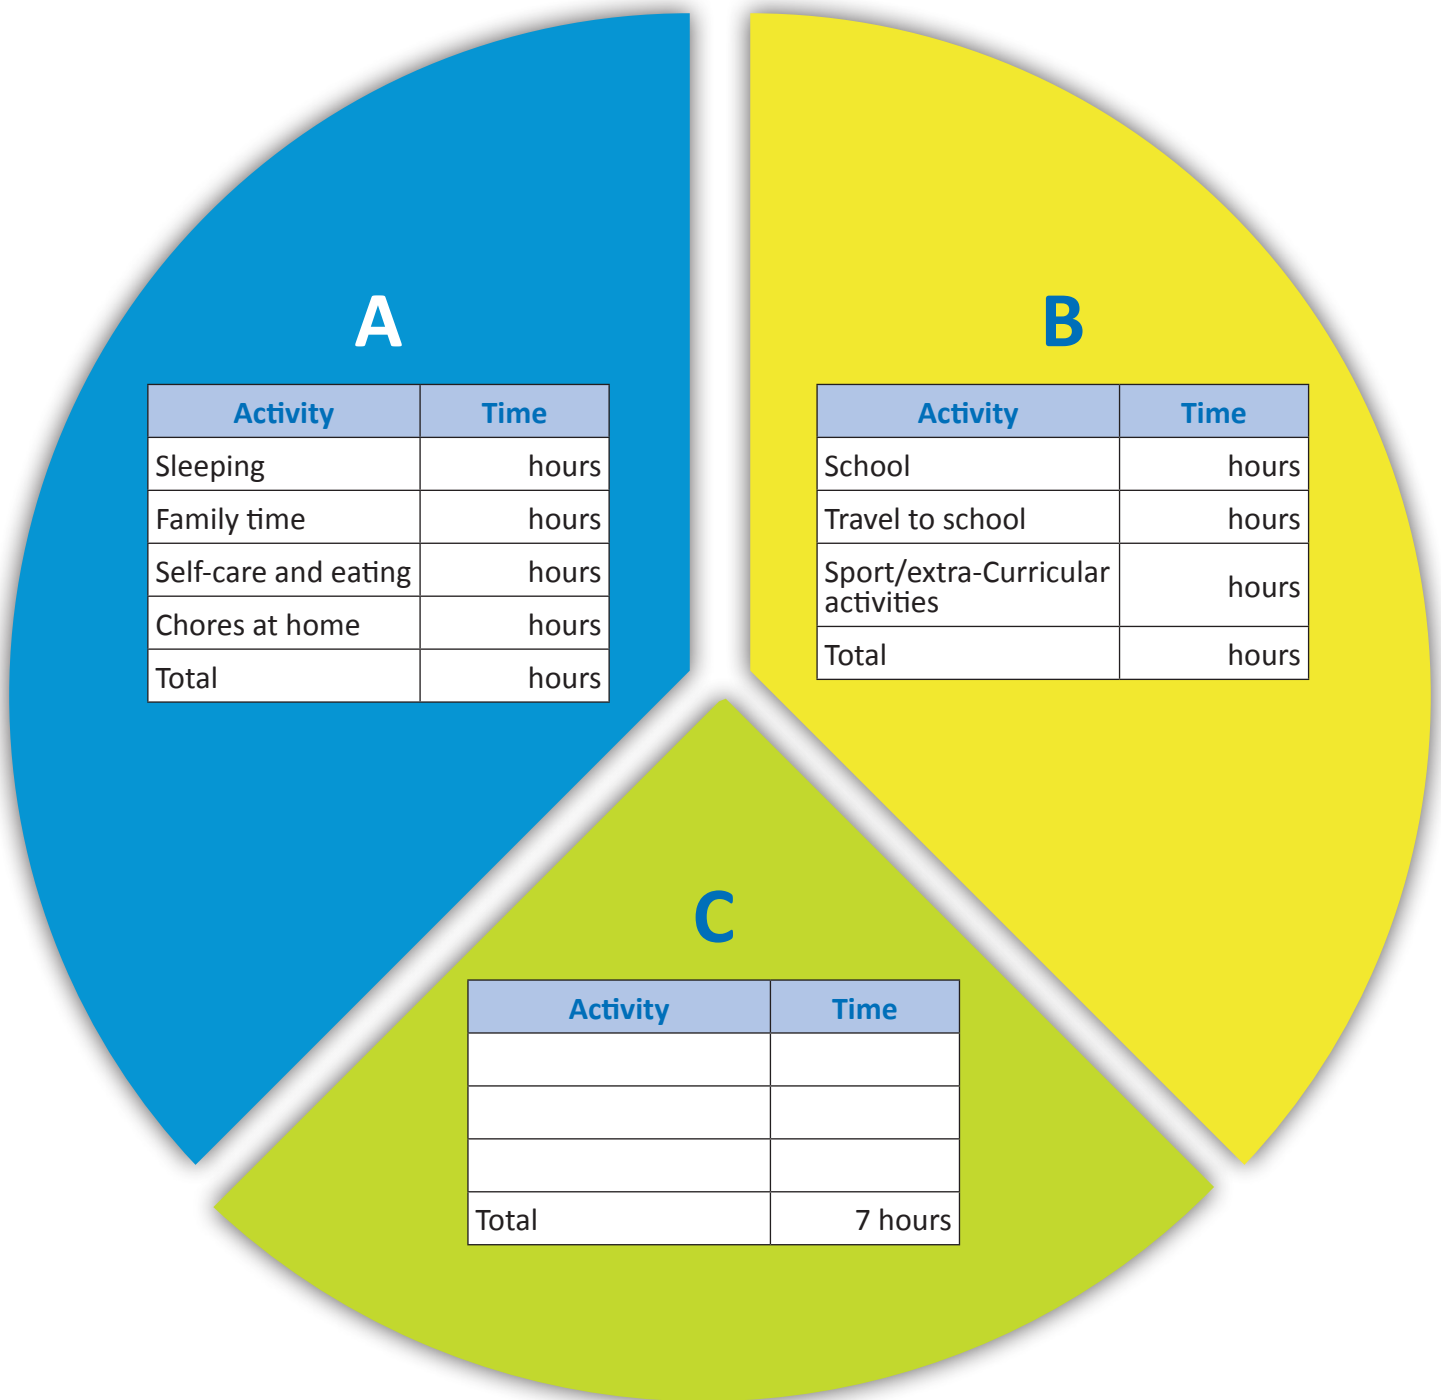 A
Activity Time
Sleeping hours
Family time hours
Self-care and eating hours
Chores at home hours
Total hours
B
Activity Time
School hours
Travel to school hours
Sport/extra-Curricular
activities hours
Total hours
C
Activity Time
Total 7 hours